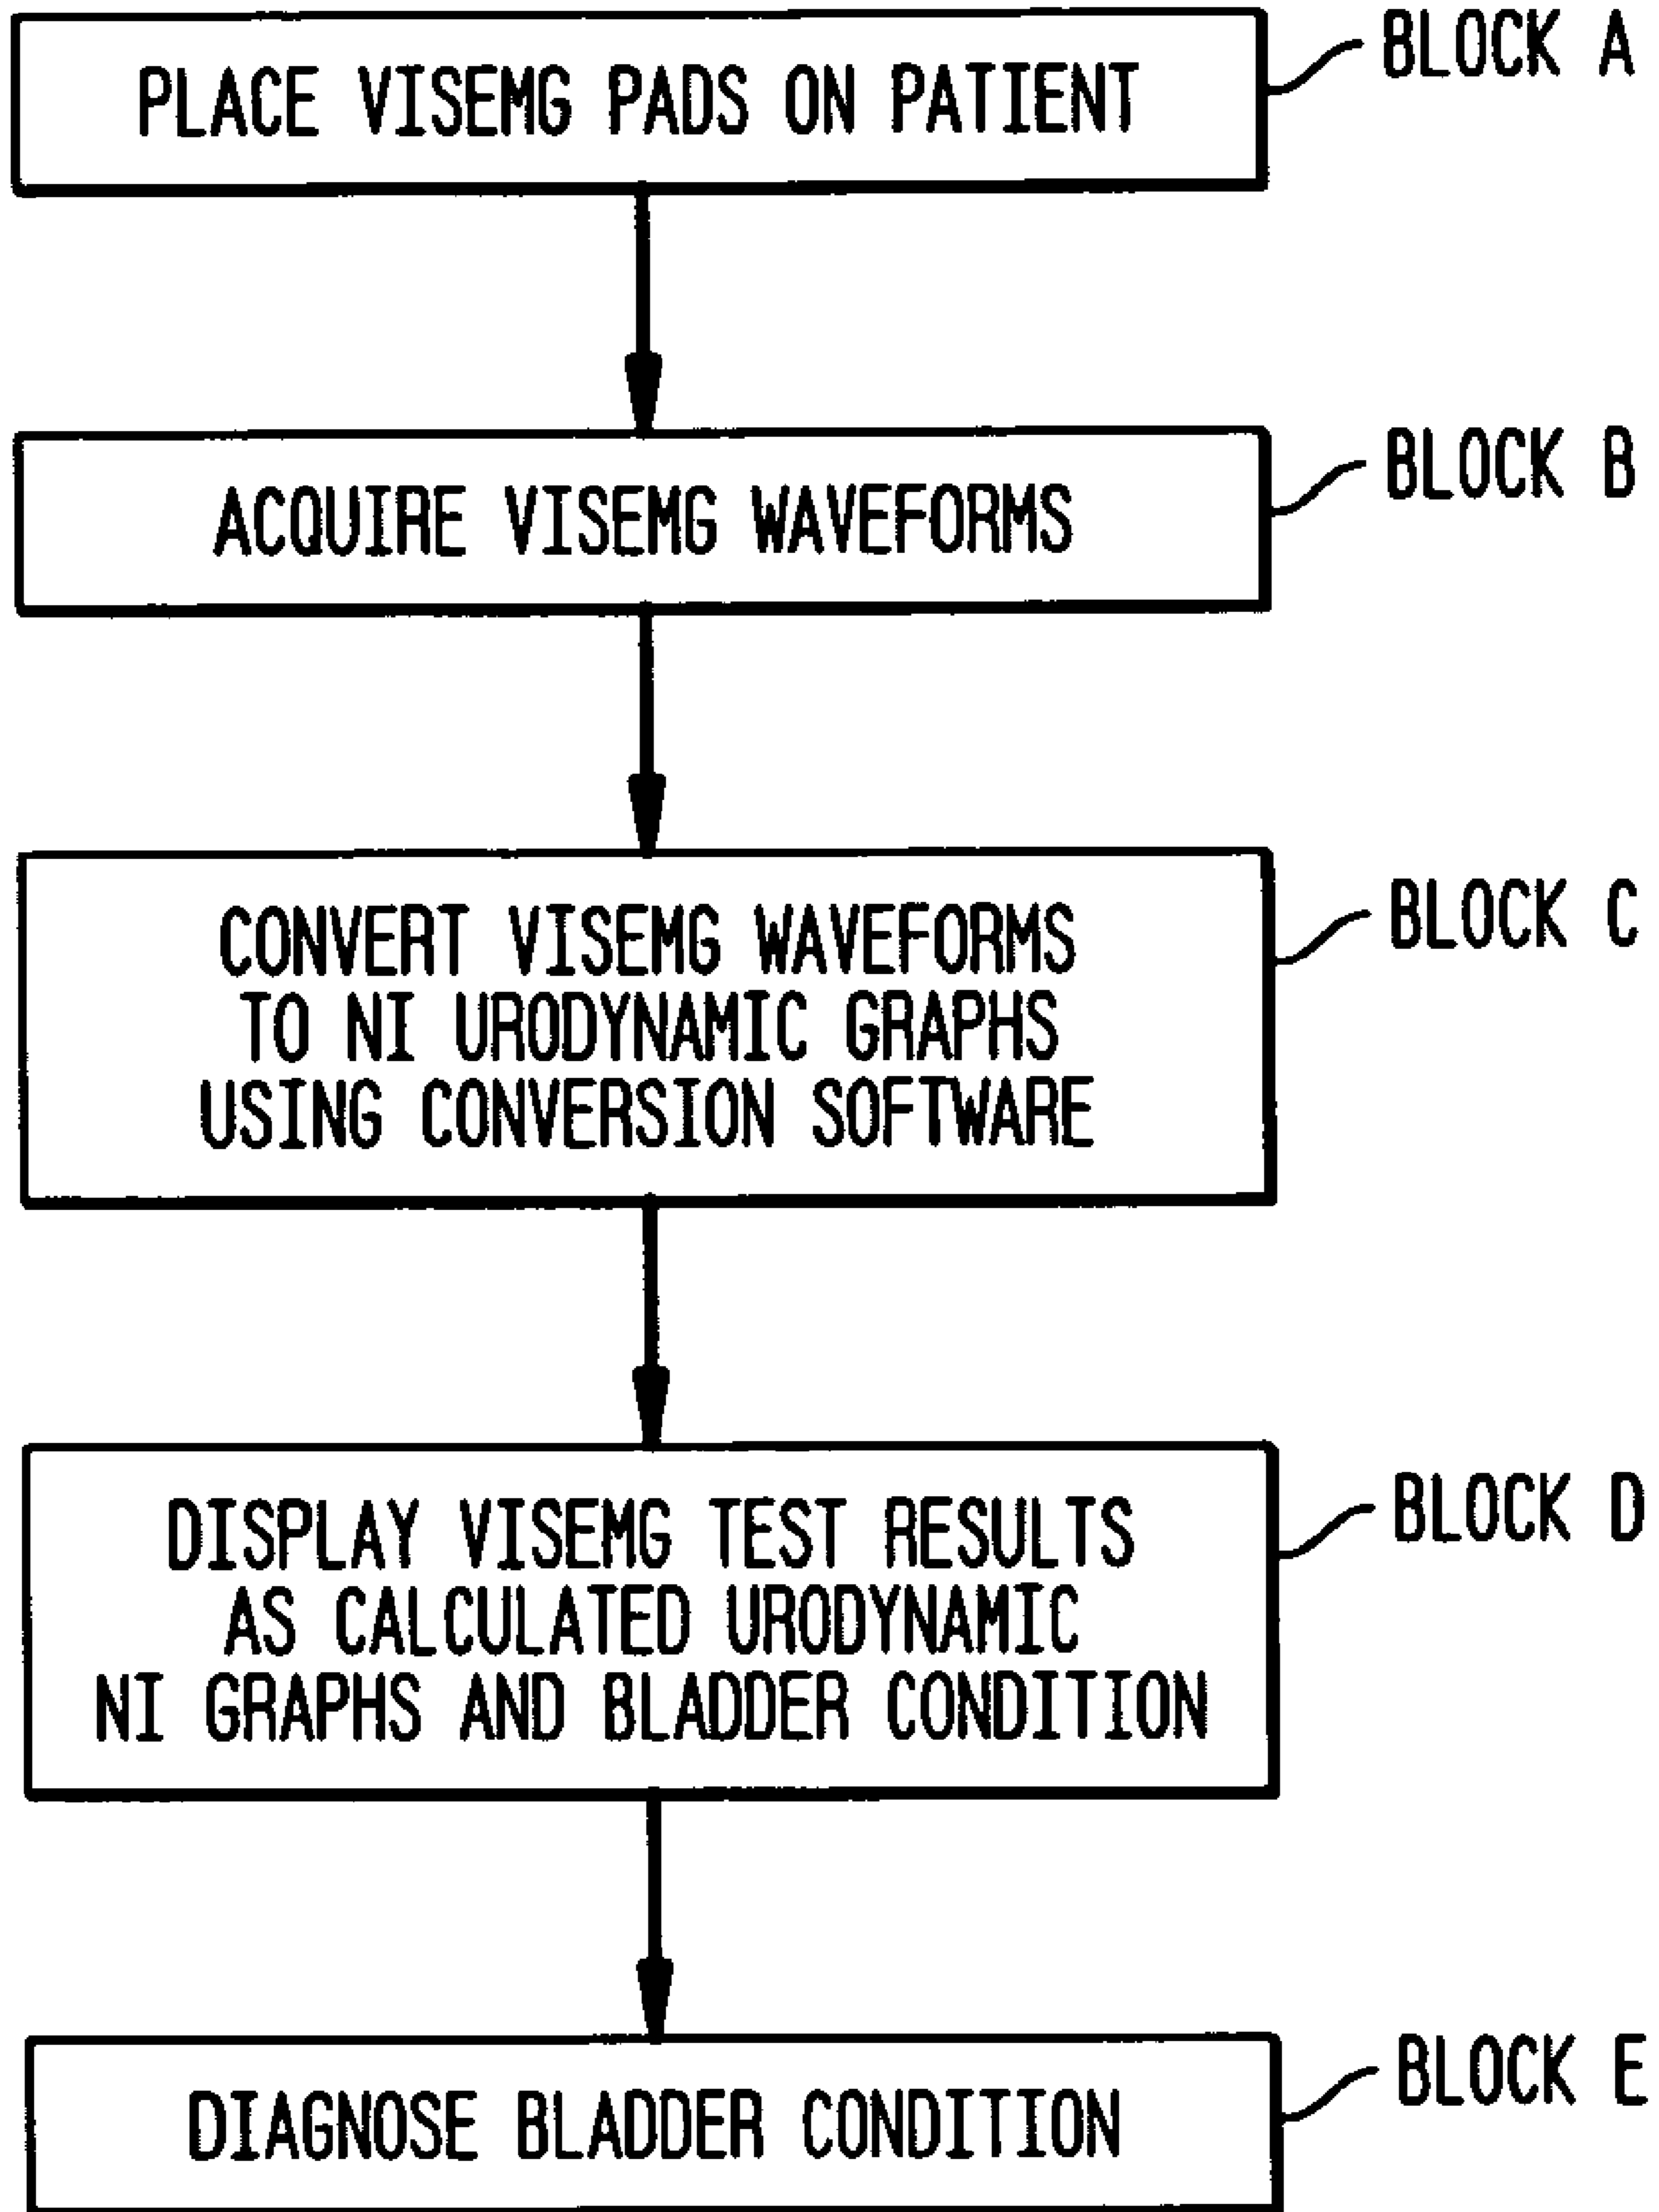 PLACE VISEMG PADS ON PATIENT
BLOCK A
ACQUIRE VISEMG WAVEFORMS
BLOCK B
CONVERT VISEMG WAVEFORMS
TO NI URODYNAMIC GRAPHS
USING CONVERSION SOFTWARE
BLOCK C
DISPLAY VISEMG TEST RESULTS
AS CALCULATED URODYNAMIC
NI GRAPHS AND BLADDER CONDITION
BLOCK D
DIAGNOSE BLADDER CONDITION
BLOCK E